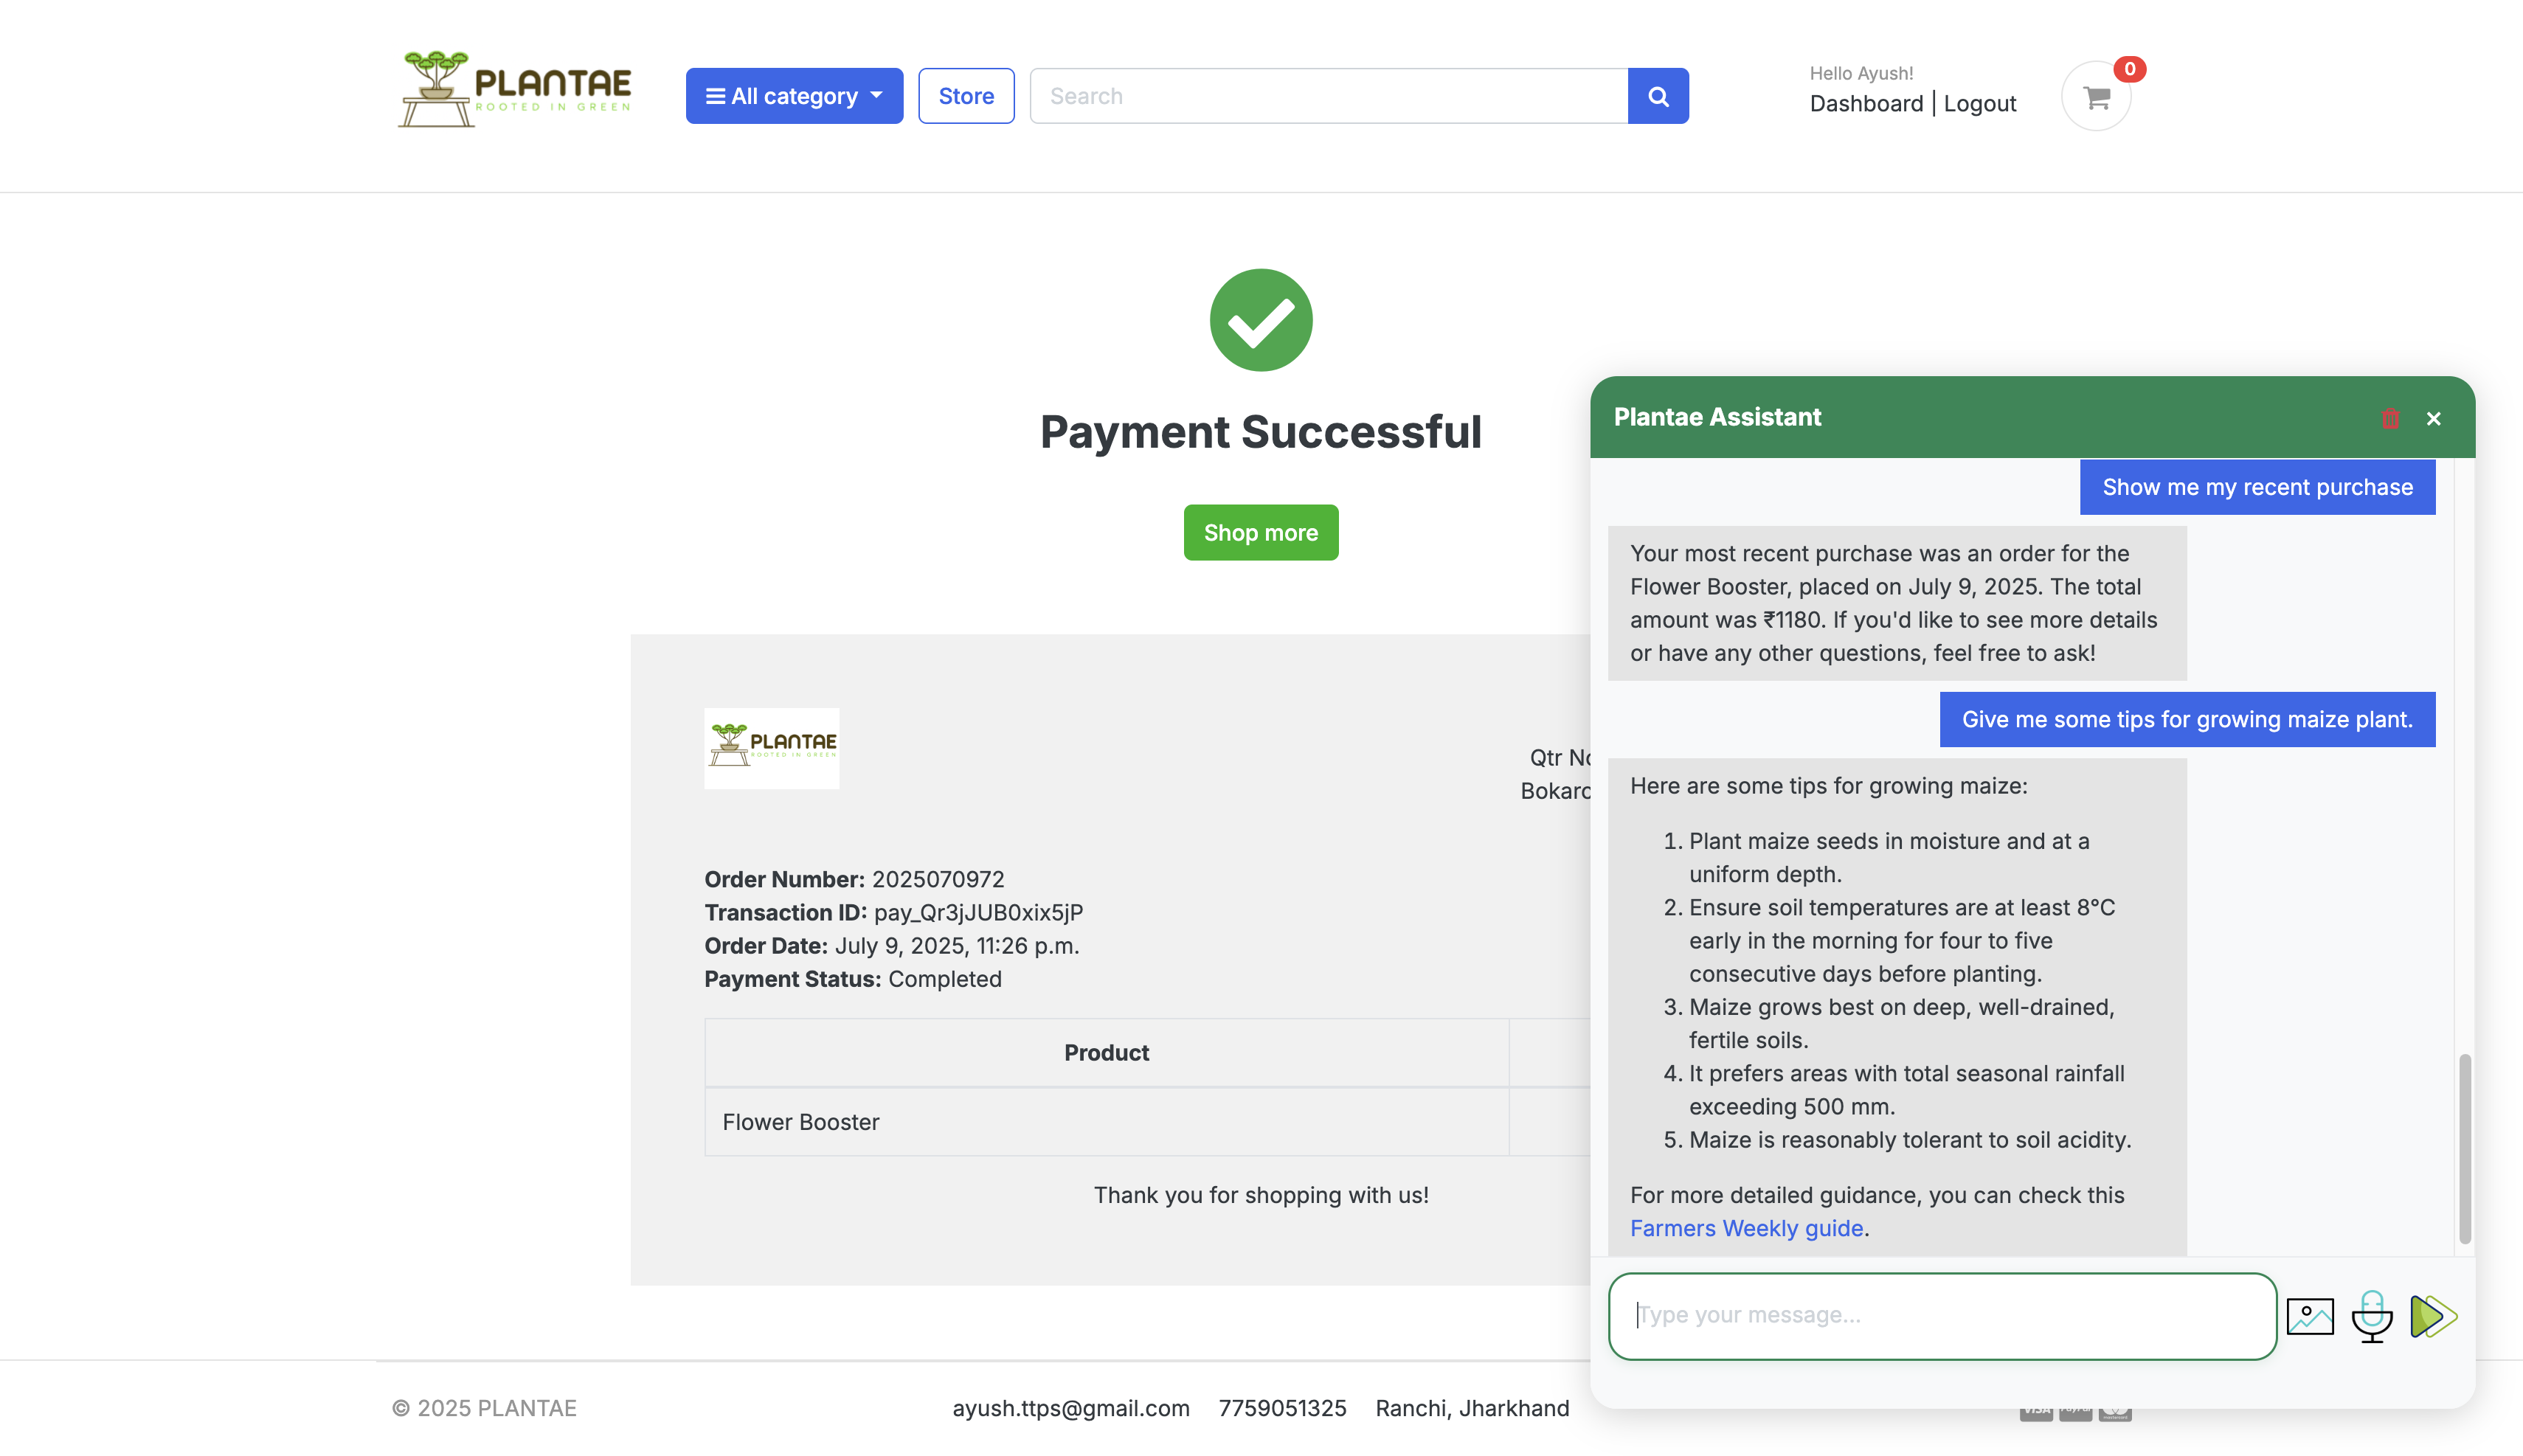 PLANTAE
ROOTED IN GREEN
All category
Store
Search
Hello Ayush!
Dashboard | Logout
0
Payment Successful
Shop more
PLANTAE
ROOTED IN GREEN
Qtr No
Bokaro
Order Number: 2025070972
Transaction ID: pay_Qr3jJUB0xix5jP
Order Date: July 9, 2025, 11:26 p.m.
Payment Status: Completed
Product
Flower Booster
Thank you for shopping with us!
Plantae Assistant
×
Show me my recent purchase
Your most recent purchase was an order for the
Flower Booster, placed on July 9, 2025. The total
amount was ₹1180. If you'd like to see more details
or have any other questions, feel free to ask!
Give me some tips for growing maize plant.
Here are some tips for growing maize:
1. Plant maize seeds in moisture and at a
uniform depth.
2. Ensure soil temperatures are at least 8°C
early in the morning for four to five
consecutive days before planting.
3. Maize grows best on deep, well-drained,
fertile soils.
4. It prefers areas with total seasonal rainfall
exceeding 500 mm.
5. Maize is reasonably tolerant to soil acidity.
For more detailed guidance, you can check this
Farmers Weekly guide.
Type your message...
© 2025 PLANTAE
ayush.ttps@gmail.com
7759051325
Ranchi, Jharkhand